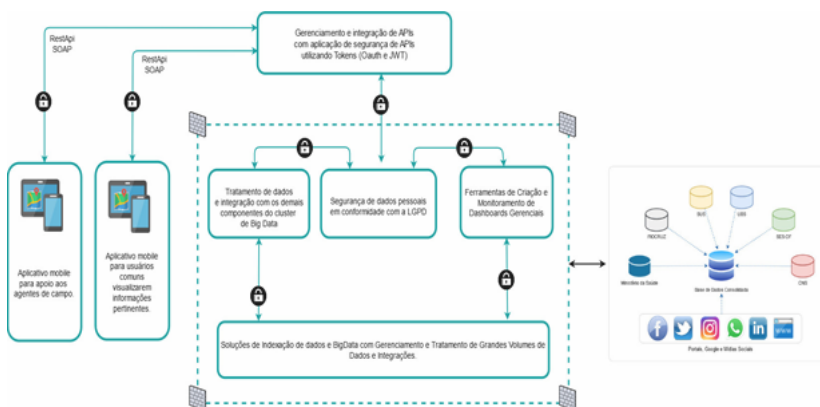 Gerenciamento e integração de APIs
com aplicação de segurança de APIs
utilizando Tokens (Oauth e JWT)
RestApi
SOAP
RestApi
SOAP
Tratamento de dados
e integração com os demais
componentes do cluster
de Big Data
Segurança de dados pessoais
em conformidade com a LGPD
Ferramentas de Criação e
Monitoramento de
Dashboards Gerenciais
Aplicativo mobile
para apoio aos
agentes de campo.
Aplicativo mobile
para usuários
comuns
visualizarem
informações
pertinentes.
Soluções de Indexação de dados e BigData com Gerenciamento e Tratamento de Grandes Volumes de
Dados e Integrações.
SUS
UBS
FIOCRUZ
SES-DF
Ministério da Saúde
Base de Dados Consolidada
Portais, Google e Mídias Sociais